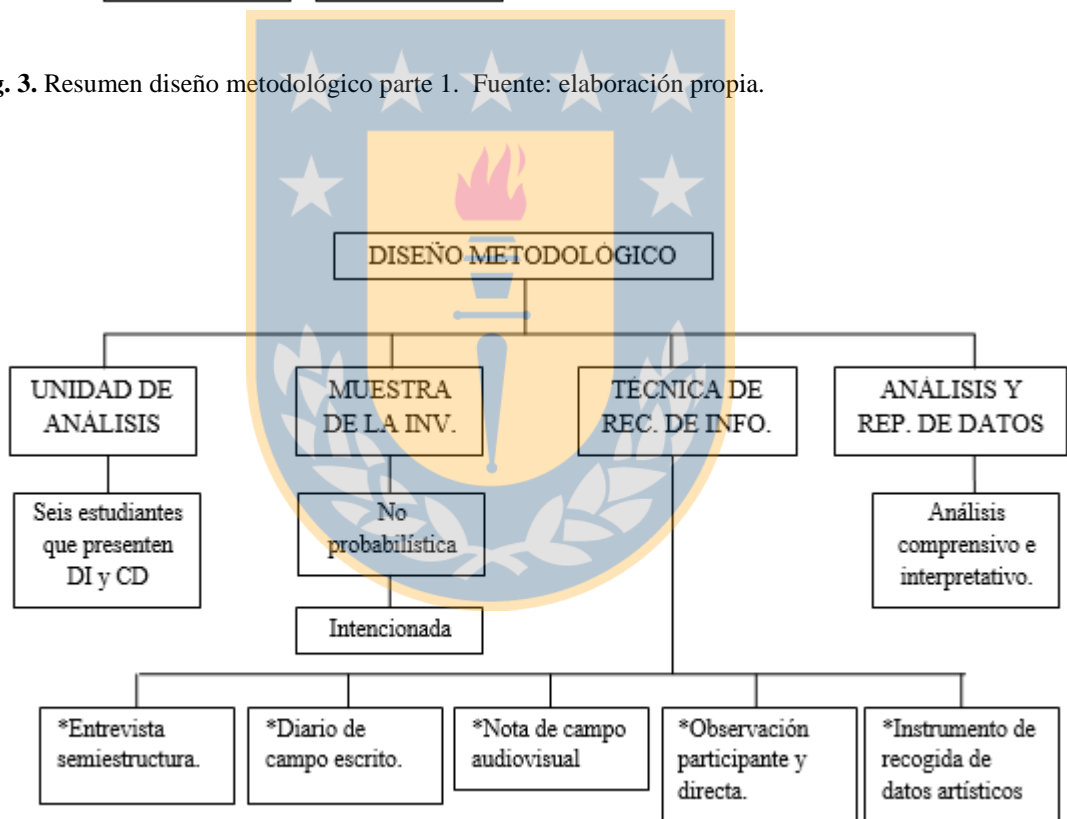 g. 3. Resumen diseño metodológico parte 1. Fuente: elaboración propia.
DISEÑO METODOLÓGICO
UNIDAD DE
ANÁLISIS
MUESTRA
DE LA INV.
TÉCNICA DE
REC. DE INFO.
ANÁLISIS Y
REP. DE DATOS
Seis estudiantes
que presenten
DI y CD
No
probabilística
Análisis
comprensivo e
interpretativo.
Intencionada
*Entrevista
semiestructura.
*Diario de
campo escrito.
*Nota de campo
audiovisual
*Observación
participante y
directa.
*Instrumento de
recogida de
datos artísticos